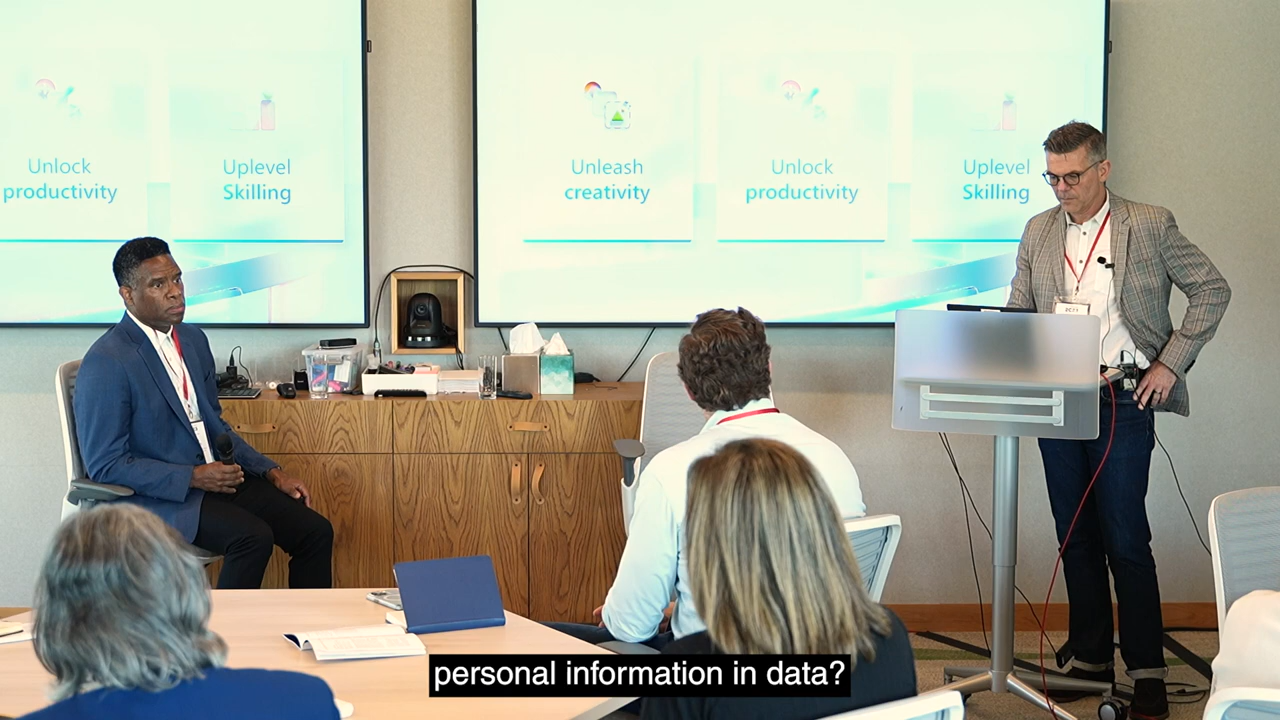 Unlock
productivity
Uplevel
Skilling
Unleash
creativity
Unlock
productivity
Uplevel
Skilling
personal information in data?